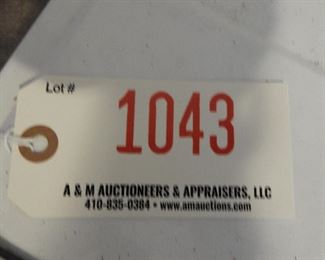 Lot #
1043
A & M AUCTIONEERS & APPRAISERS, LLC
410-835-0384 • www.amauctions.com